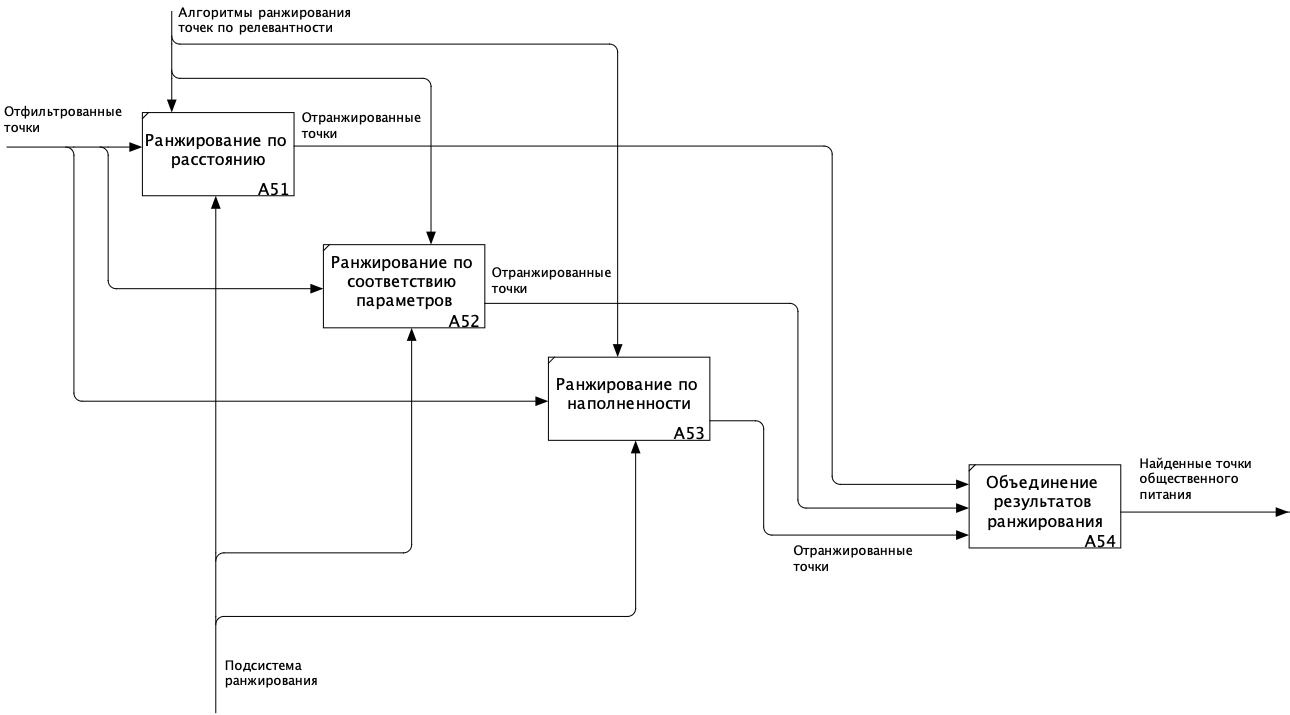 Алгоритмы ранжирования
точек по релевантности
Отфильтрованные
точки
Ранжирование по
расстоянию
A51
Отранжированные
точки
Ранжирование по
соответствию
параметров
A52
Отранжированные
точки
Ранжирование по
наполненности
A53
Объединение
результатов
ранжирования
A54
Найденные точки
общественного
питания
Отранжированные
точки
Подсистема
ранжирования